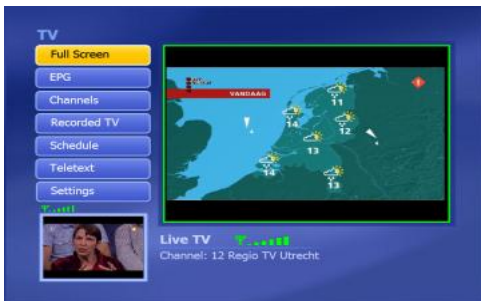 TV
Full Screen
EPG
Channels
Recorded TV
Schedule
Teletext
Settings
VANDAAG
11
14
12
13
14
13
Live TV
Channel: 12 Regio TV Utrecht